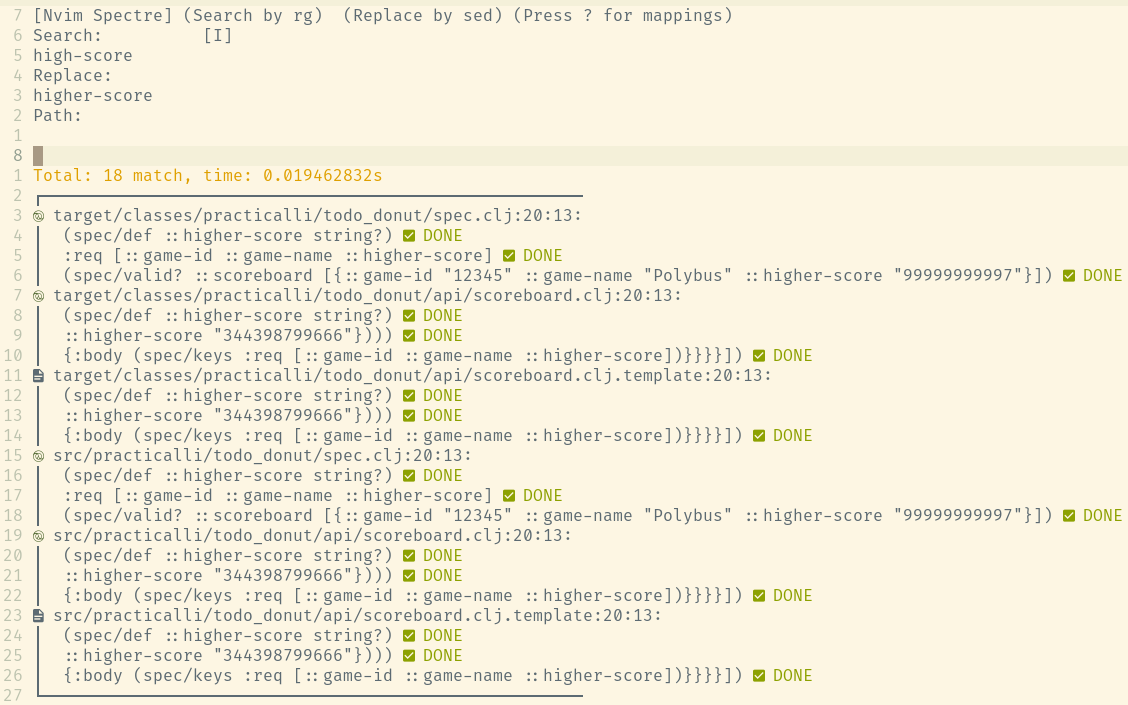 7 [Nvim Spectre] (Search by rg)  (Replace by sed) (Press ? for mappings)
6 Search:          [I]
5 high-score
4 Replace:
3 higher-score
2 Path:
1
8
1 Total: 18 match, time: 0.019462832s
2
3 target/classes/practicalli/todo_donut/spec.clj:20:13:
4 (spec/def ::higher-score string?) DONE
5 :req [::game-id ::game-name ::higher-score] DONE
6 (spec/valid? ::scoreboard [{::game-id "12345" ::game-name "Polybus" ::higher-score "99999999997"}]) DONE
7 target/classes/practicalli/todo_donut/api/scoreboard.clj:20:13:
8 (spec/def ::higher-score string?) DONE
9 ::higher-score "344398799666"}))) DONE
10 {:body (spec/keys :req [::game-id ::game-name ::higher-score])}}}}]) DONE
11 target/classes/practicalli/todo_donut/api/scoreboard.clj.template:20:13:
12 (spec/def ::higher-score string?) DONE
13 ::higher-score "344398799666"}))) DONE
14 {:body (spec/keys :req [::game-id ::game-name ::higher-score])}}}}]) DONE
15 src/practicalli/todo_donut/spec.clj:20:13:
16 (spec/def ::higher-score string?) DONE
17 :req [::game-id ::game-name ::higher-score] DONE
18 (spec/valid? ::scoreboard [{::game-id "12345" ::game-name "Polybus" ::higher-score "99999999997"}]) DONE
19 src/practicalli/todo_donut/api/scoreboard.clj:20:13:
20 (spec/def ::higher-score string?) DONE
21 ::higher-score "344398799666"}))) DONE
22 {:body (spec/keys :req [::game-id ::game-name ::higher-score])}}}}]) DONE
23 src/practicalli/todo_donut/api/scoreboard.clj.template:20:13:
24 (spec/def ::higher-score string?) DONE
25 ::higher-score "344398799666"}))) DONE
26 {:body (spec/keys :req [::game-id ::game-name ::higher-score])}}}}]) DONE
27